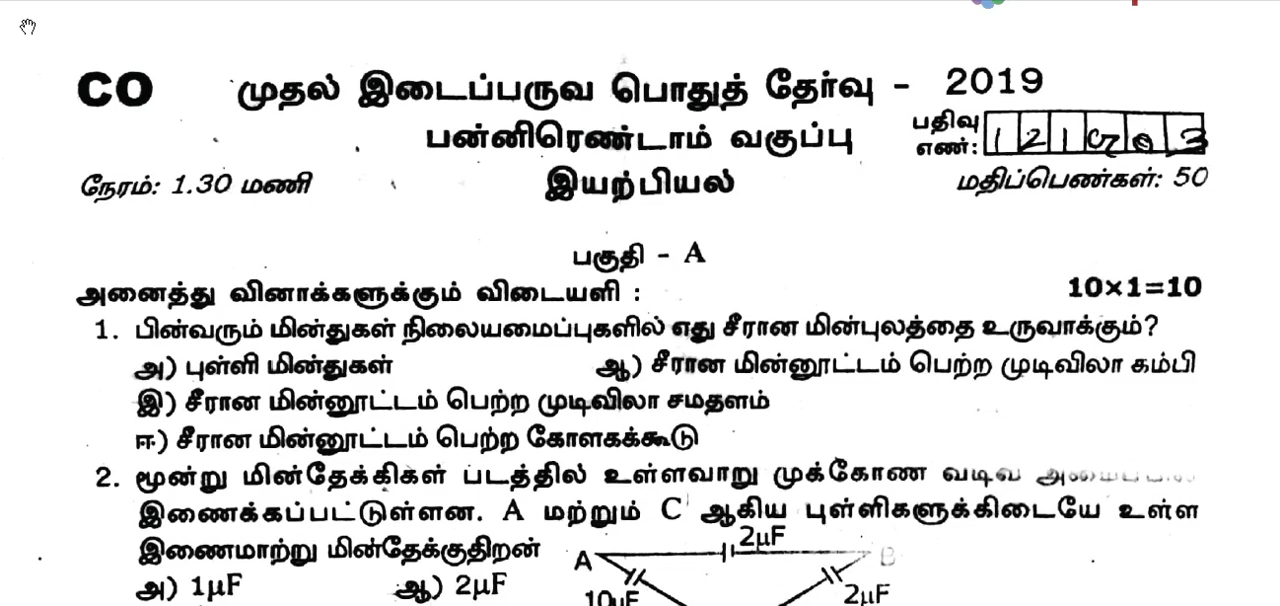 CO முதல் இடைப்பருவ பொதுத் தேர்வு - 2019
பன்னிரெண்டாம் வகுப்பு
பதிவு எண்:
நேரம்: 1.30 மணி இயற்பியல் மதிப்பெண்கள்: 50
பகுதி - A
அனைத்து வினாக்களுக்கும் விடையளி : 10×1=10
1. பின்வரும் மின்துகள் நிலையமைப்புகளில் எது சீரான மின்புலத்தை உருவாக்கும்?
அ) புள்ளி மின்துகள் ஆ) சீரான மின்னூட்டம் பெற்ற முடிவிலா கம்பி
இ) சீரான மின்னூட்டம் பெற்ற முடிவிலா சமதளம்
ஈ) சீரான மின்னூட்டம் பெற்ற கோளகக்கூடு
2. மூன்று மின்தேக்கிகள் படத்தில் உள்ளவாறு முக்கோண வடிவ
இணைக்கப்பட்டுள்ளன. A மற்றும் C ஆகிய புள்ளிகளுக்கிடையே உள்ள
இணைமாற்று மின்தேக்குதிறன் A 2μF B
அ) 1μF ஆ) 2μF 10μF 2μF